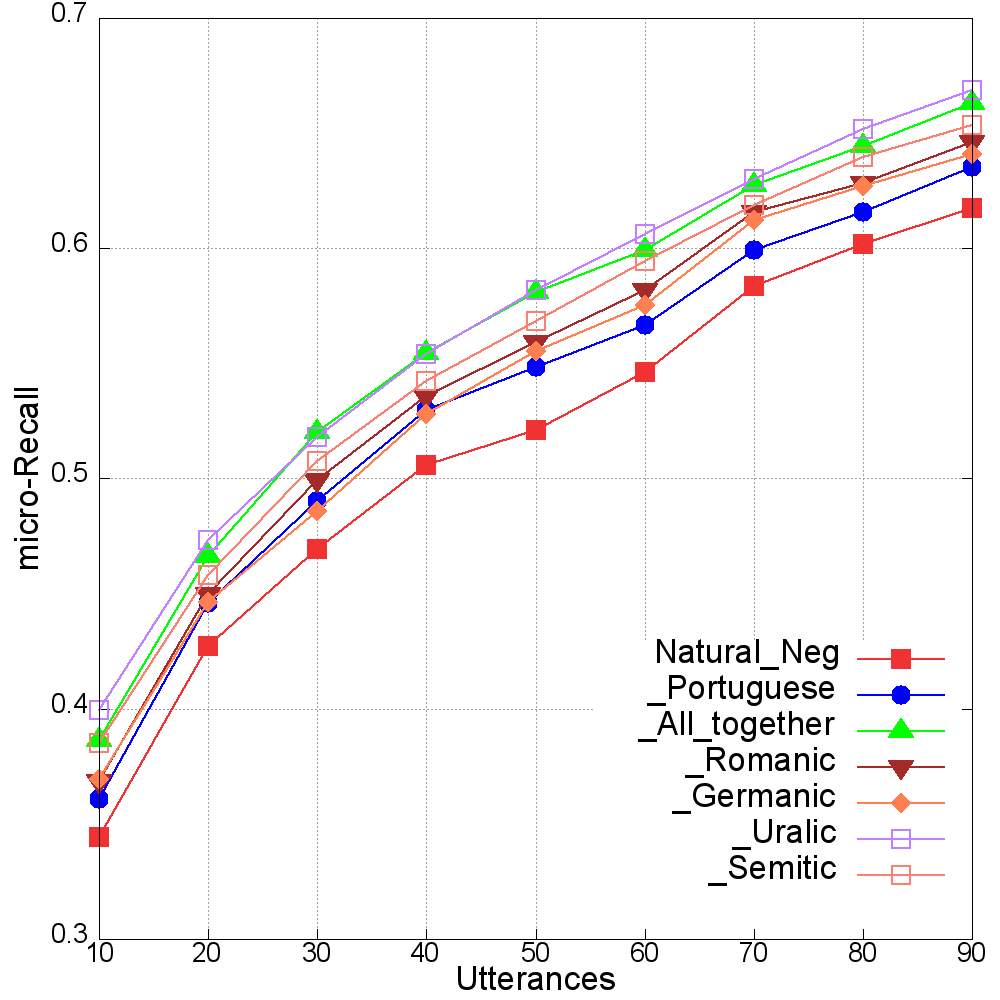 0.7
0.6
0.5
0.4
0.3
micro-Recall
Natural_Neg
_Portuguese
_All_together
_Romanic
_Germanic
_Uralic
_Semitic
10 20 30 40 50 60 70 80 90
Utterances